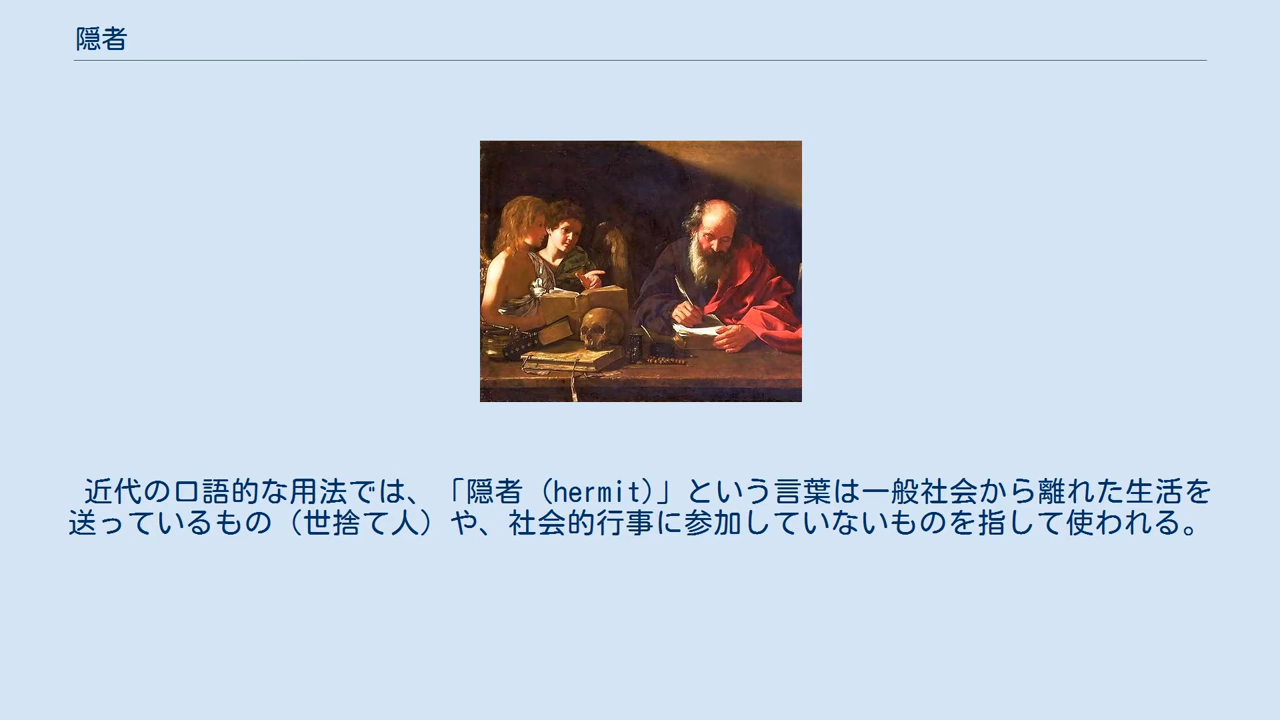 隠者
近代の口語的な用法では、「隠者（hermit）」という言葉は一般社会から離れた生活を
送っているもの（世捨て人）や、社会的行事に参加していないものを指して使われる。